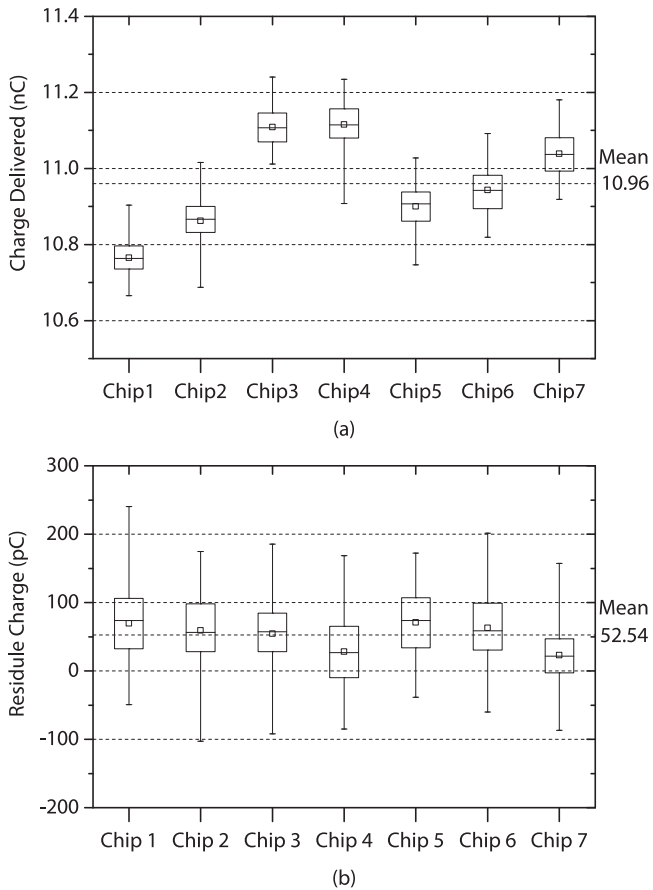 Charge Delivered (nC)
11.4
11.2
11.0
10.8
10.6
Mean
10.96
Chip1 Chip2 Chip3 Chip4 Chip5 Chip6 Chip7
(a)
Residule Charge (pC)
300
200
100
0
-100
-200
Mean
52.54
Chip 1 Chip 2 Chip 3 Chip 4 Chip 5 Chip 6 Chip 7
(b)